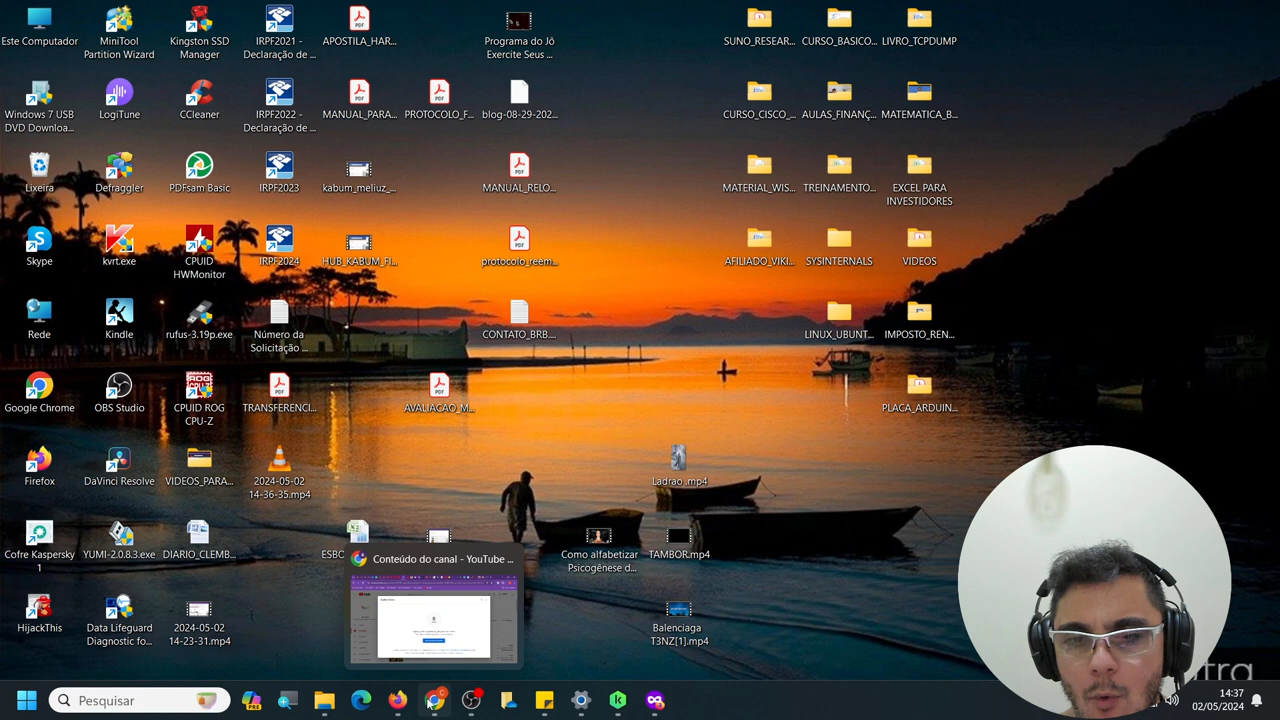 Este Computador
MiniTool
Partition Wizard
Kingston SSD
Manager
IRPF2021 -
Declaração de ...
APOSTILA_HAR...
Programa do Jô
Exercite Seus ...
SUNO_RESEAR...
CURSO_BASICO...
LIVRO_TCPDUMP
Windows 7 USB
DVD Downloa...
LogiTune
CCleaner
IRPF2022 -
Declaração de ...
MANUAL_PARA...
PROTOCOLO_F...
blog-08-29-202...
CURSO_CISCO_...
AULAS_FINANÇ...
MATEMATICA_B...
Lixeira
Defraggler
PDFsam Basic
IRPF2023
kabum_meliuz_...
MANUAL_RELO...
MATERIAL_WIS...
TREINAMENTO...
EXCEL PARA
INVESTIDORES
Skype
kvrt.exe
CPUID
HWMonitor
IRPF2024
HUB_KABUM_FI...
protocolo_reem...
AFILIADO_VIKI...
SYSINTERNALS
VIDEOS
Rede
Kindle
rufus-3.19p.exe
Número da
Solicitação ...
CONTATO_BRB....
LINUX_UBUNT...
IMPOSTO_REN...
Google Chrome
OBS Studio
CPUID ROG
CPU-Z
TRANSFERENCI...
AVALIACAO_M...
PLACA_ARDUIN...
Firefox
DaVinci Resolve
VIDEOS_PARA...
2024-05-02
14-36-35.mp4
Ladrao .mp4
Cofre Kaspersky
1
YUMI-2.0.8.3.exe
DIARIO_CLEMB...
ESBO
Como alfabetizar
Psicogênese d...
TAMBOR.mp4
Conteúdo do canal - YouTube ...
HijackThis
Data Lifeguard
Diagnostic fo...
2024-05-02
Balenciaga
T3NZ[1].mp4
Pesquisar
14:37
02/05/2024